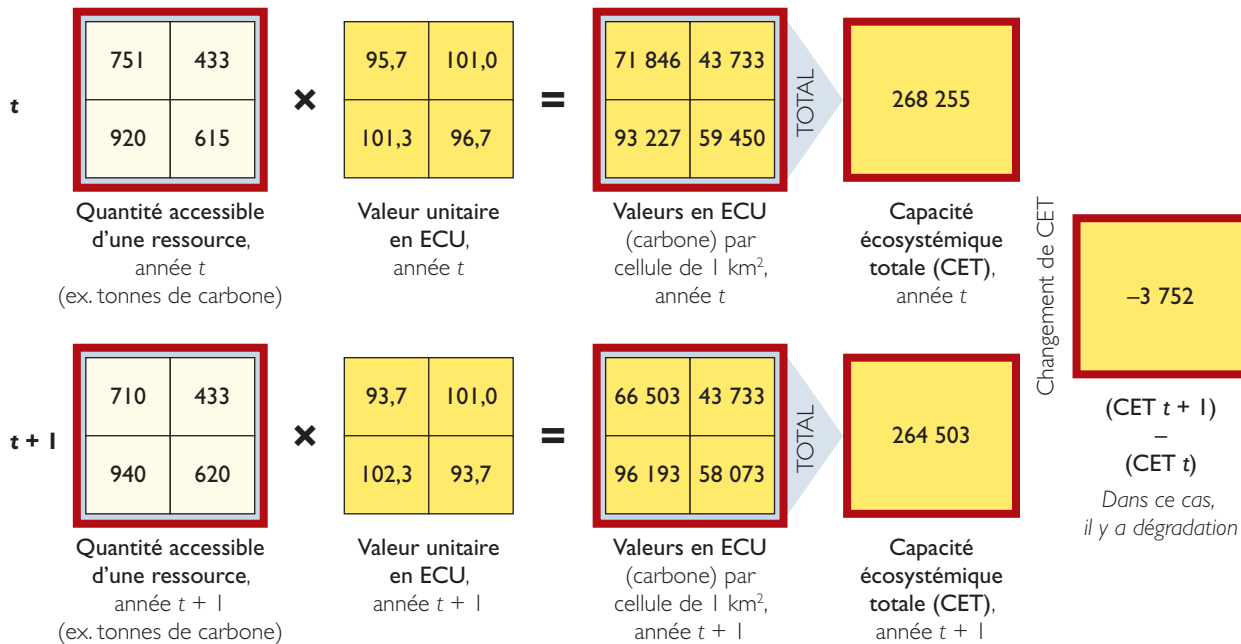 t
751 433
920 615
×
95,7 101,0
101,3 96,7
=
71 846 43 733
93 227 59 450
TOTAL
268 255
Quantité accessible
d'une ressource,
année t
(ex. tonnes de carbone)
Valeur unitaire
en ECU,
année t
Valeurs en ECU
(carbone) par
cellule de 1 km²,
année t
Capacité
écosystémique
totale (CET),
année t
t + 1
710 433
940 620
×
93,7 101,0
102,3 93,7
=
66 503 43 733
96 193 58 073
TOTAL
264 503
Quantité accessible
d'une ressource,
année t + 1
(ex. tonnes de carbone)
Valeur unitaire
en ECU,
année t + 1
Valeurs en ECU
(carbone) par
cellule de 1 km²,
année t + 1
Capacité
écosystémique
totale (CET),
année t + 1
Changement de CET
–3 752
(CET t + 1)
–
(CET t)
Dans ce cas,
il y a dégradation